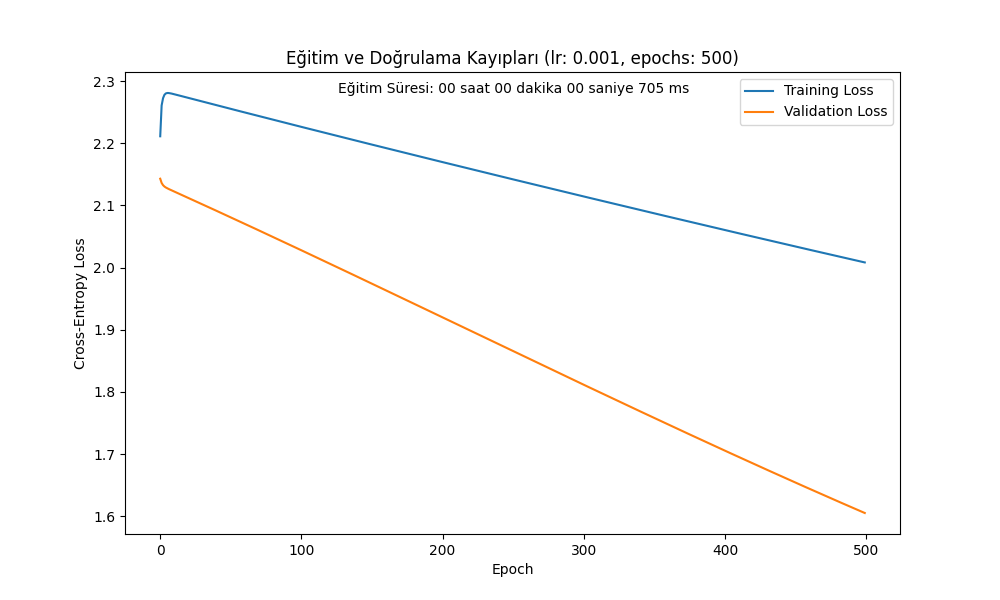 Eğitim ve Doğrulama Kayıpları (lr: 0.001, epochs: 500)
Eğitim Süresi: 00 saat 00 dakika 00 saniye 705 ms
Training Loss
Validation Loss
Cross-Entropy Loss
2.3
2.2
2.1
2.0
1.9
1.8
1.7
1.6
0 100 200 300 400 500
Epoch